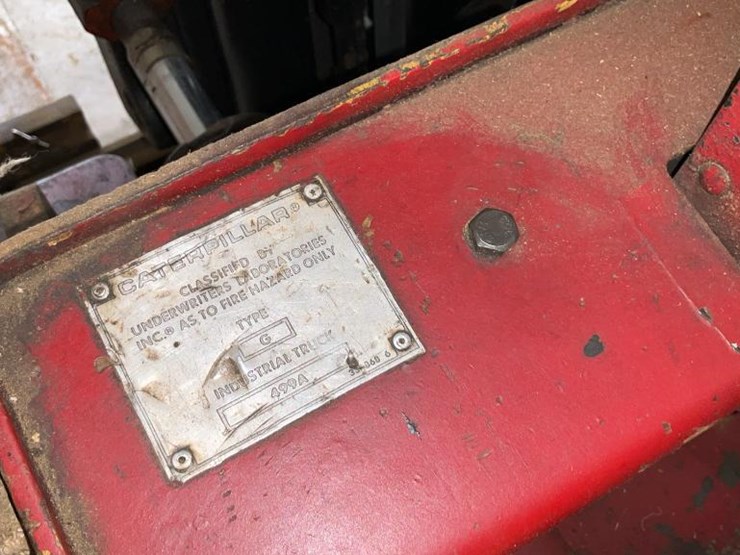 CATERPILLAR®
CLASSIFIED BY
UNDERWRITERS LABORATORIES
INC.® AS TO FIRE HAZARD ONLY
TYPE
G
INDUSTRIAL TRUCK
499A